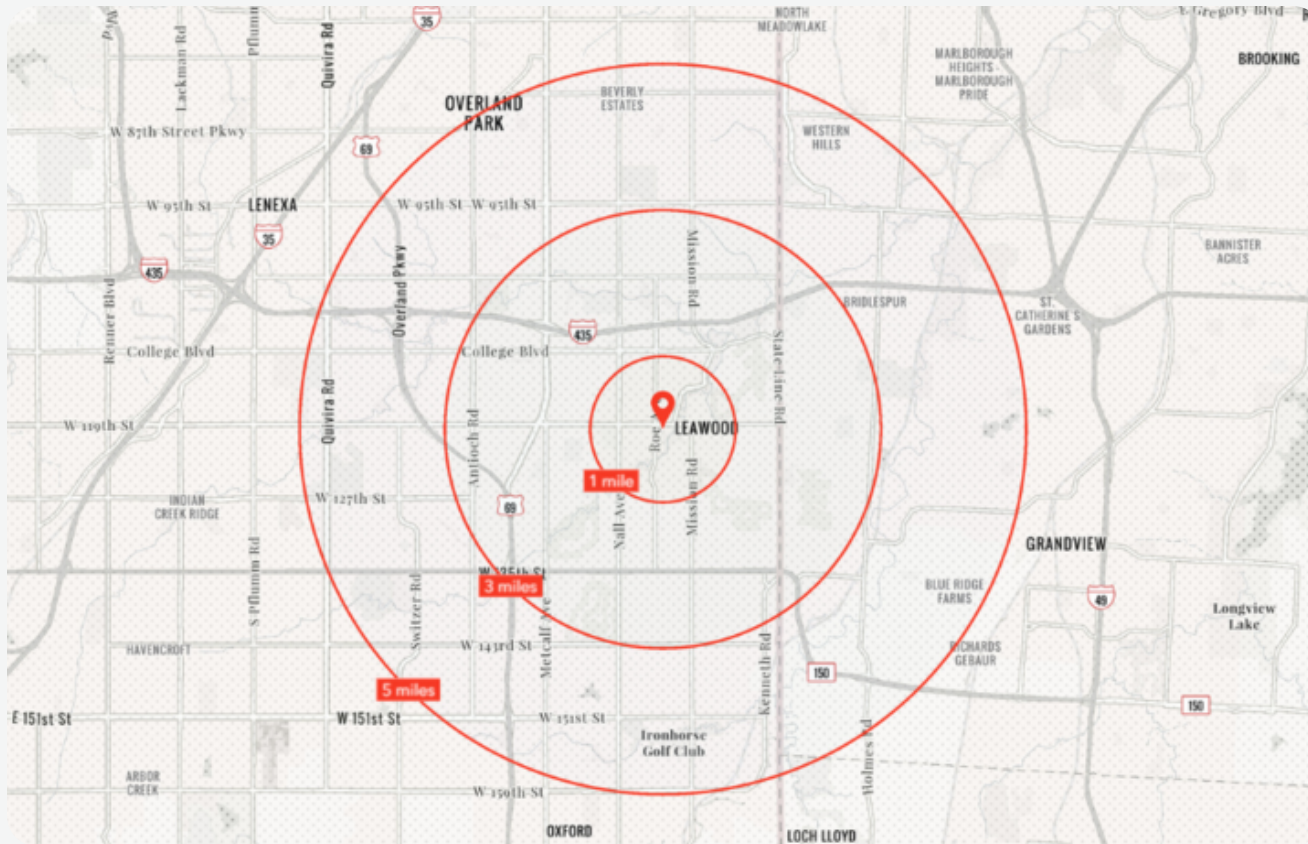 35
NORTH
MEADOWLAKE
Gregory Blvd
Lackman Rd
Pflumm
Quivira Rd
MARLBOROUGH
HEIGHTS -
MARLBOROUGH
PRIDE
BROOKING
BEVERLY
ESTATES
OVERLAND
PARK
W 87th Street Pkwy
69
WESTERN
HILLS
W 95th St
LENEXA
W 95th St
W 95th St
35
Mission Rd
BANNISTER
ACRES
435
Overland Pkwy
BRIDLESPUR
ST.
CATHERINE S
GARDENS
Renner Blvd
435
College Blvd
College Blvd
State Line Rd
Quivira Rd
W 119th St
Antioch Rd
LEAWOOD
1 mile
Mission Rd
INDIAN
CREEK RIDGE
W 127th St
69
Nall Ave
GRANDVIEW
S Pflumm Rd
3 miles
Switzer Rd
Metcalf Ave
BLUE RIDGE
FARMS
49
Longview
Lake
HAVENCROFT
W 143rd St
Kenneth Rd
RICHARDS
GEBAUR
150
5 miles
150
E 151st St
W 151st St
W 151st St
Ironhorse
Golf Club
Holmes Rd
ARBOR
CREEK
W 159th St
OXFORD
LOCH LLOYD